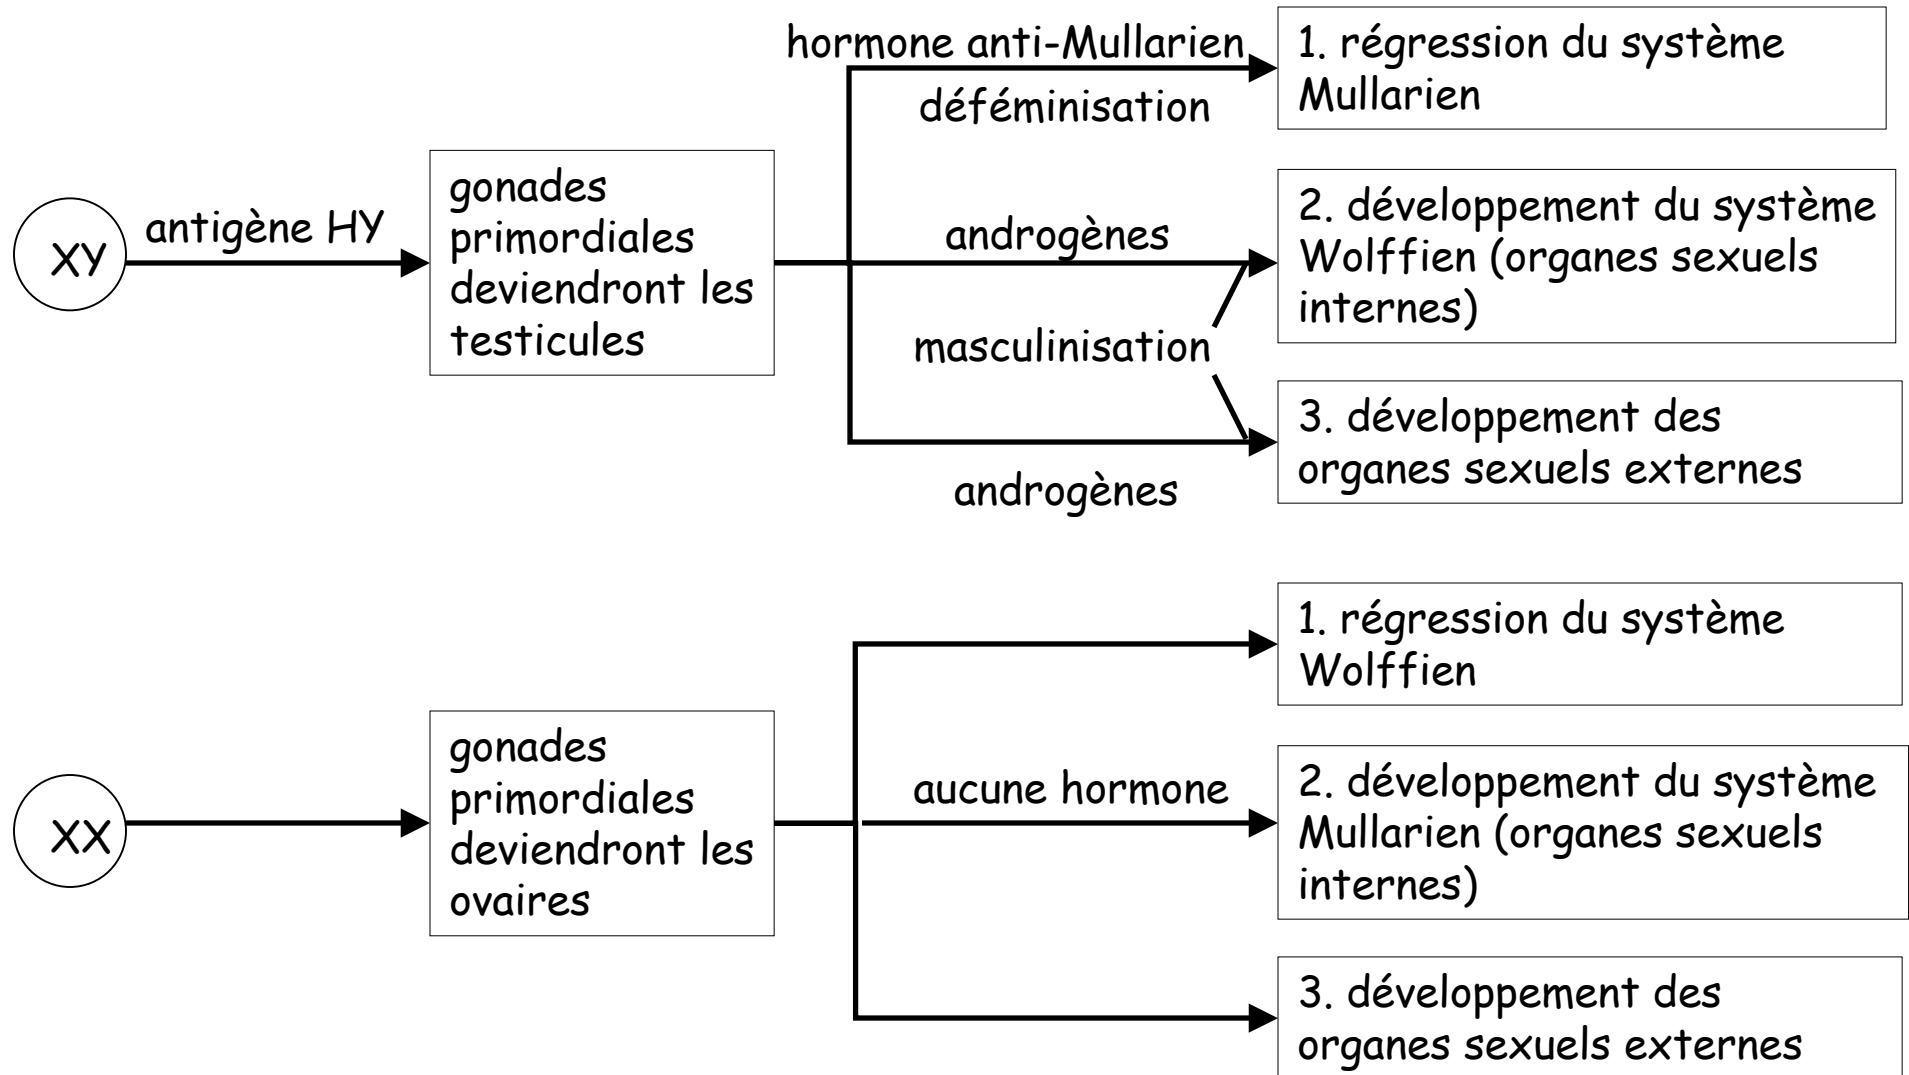 XY
antigène HY
gonades
primordiales
deviendront les
testicules
hormone anti-Mullarien
déféminisation
1. régression du système
Mullarien
androgènes
2. développement du système
Wolffien (organes sexuels
internes)
masculinisation
3. développement des
organes sexuels externes
androgènes
XX
gonades
primordiales
deviendront les
ovaires
1. régression du système
Wolffien
aucune hormone
2. développement du système
Mullarien (organes sexuels
internes)
3. développement des
organes sexuels externes